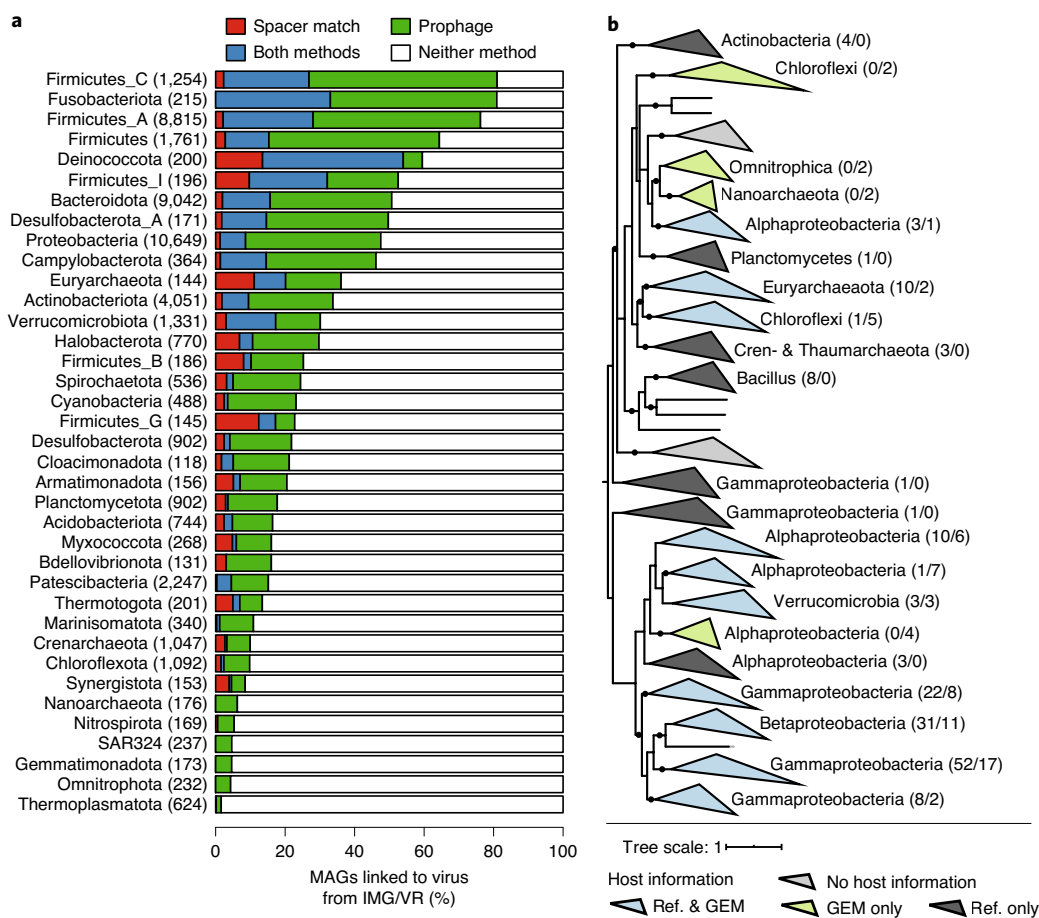 a
Spacer match
Prophage
Both methods
Neither method
Firmicutes_C (1,254)
Fusobacteriota (215)
Firmicutes_A (8,815)
Firmicutes (1,761)
Deinococcota (200)
Firmicutes_I (196)
Bacteroidota (9,042)
Desulfobacterota_A (171)
Proteobacteria (10,649)
Campylobacterota (364)
Euryarchaeota (144)
Actinobacteriota (4,051)
Verrucomicrobiota (1,331)
Halobacterota (770)
Firmicutes_B (186)
Spirochaetota (536)
Cyanobacteria (488)
Firmicutes_G (145)
Desulfobacterota (902)
Cloacimonadota (118)
Armatimonadota (156)
Planctomycetota (902)
Acidobacteriota (744)
Myxococcota (268)
Bdellovibrionota (131)
Patescibacteria (2,247)
Thermotogota (201)
Marinisomatota (340)
Crenarchaeota (1,047)
Chloroflexota (1,092)
Synergistota (153)
Nanoarchaeota (176)
Nitrospirota (169)
SAR324 (237)
Gemmatimonadota (173)
Omnitrophota (232)
Thermoplasmatota (624)
0 20 40 60 80 100
MAGs linked to virus
from IMG/VR (%)
b
Actinobacteria (4/0)
Chloroflexi (0/2)
Omnitrophica (0/2)
Nanoarchaeota (0/2)
Alphaproteobacteria (3/1)
Planctomycetes (1/0)
Euryarchaeaota (10/2)
Chloroflexi (1/5)
Cren- & Thaumarchaeota (3/0)
Bacillus (8/0)
Gammaproteobacteria (1/0)
Gammaproteobacteria (1/0)
Alphaproteobacteria (10/6)
Alphaproteobacteria (1/7)
Verrucomicrobia (3/3)
Alphaproteobacteria (0/4)
Alphaproteobacteria (3/0)
Gammaproteobacteria (22/8)
Betaproteobacteria (31/11)
Gammaproteobacteria (52/17)
Gammaproteobacteria (8/2)
Tree scale: 1
Host information
No host information
Ref. & GEM
GEM only
Ref. only